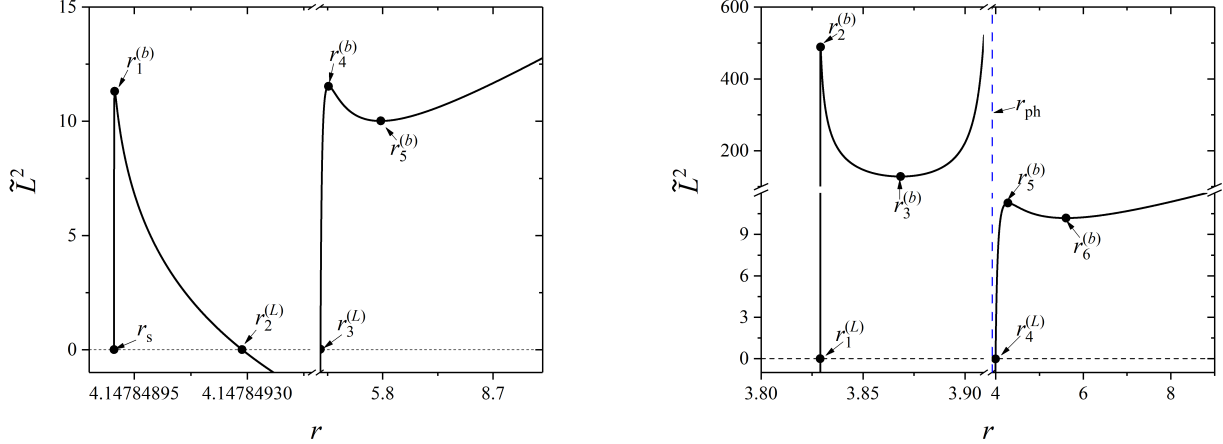 15
10
5
0
L̃²
r₁⁽ᵇ⁾
r₄⁽ᵇ⁾
r₅⁽ᵇ⁾
rₛ
r₂⁽ᴸ⁾
r₃⁽ᴸ⁾
4.14784895
4.14784930
5.8
8.7
r
600
400
200
9
6
3
0
L̃²
r₂⁽ᵇ⁾
r_ph
r₃⁽ᵇ⁾
r₅⁽ᵇ⁾
r₆⁽ᵇ⁾
r₁⁽ᴸ⁾
r₄⁽ᴸ⁾
3.80
3.85
3.90
4
6
8
r